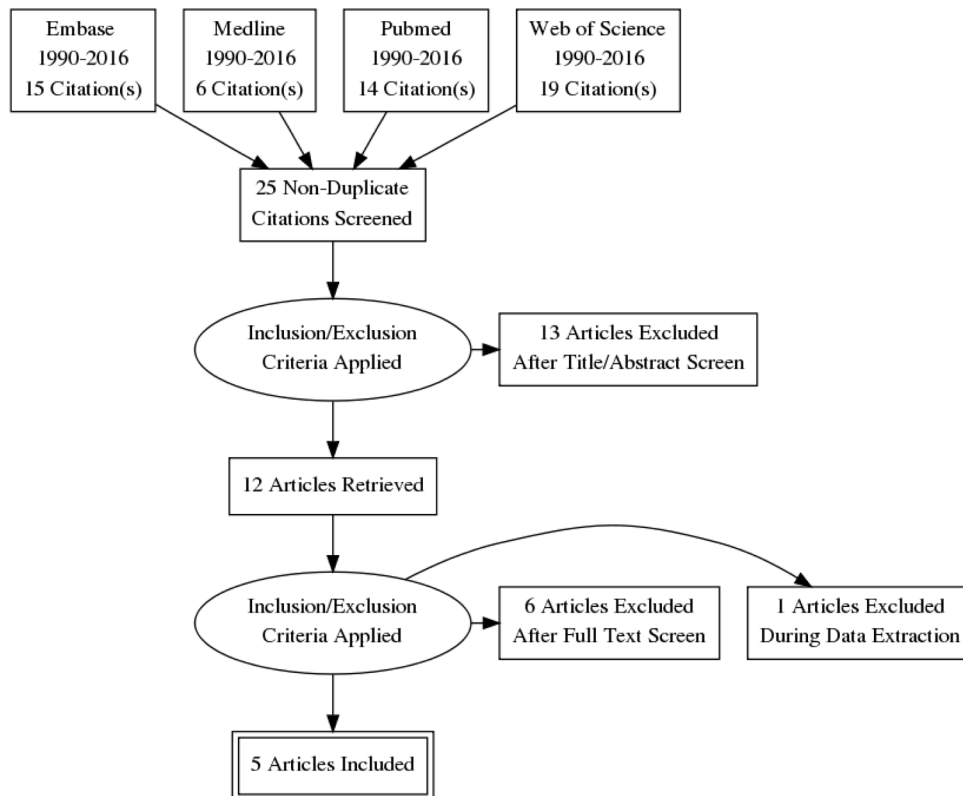 Embase
1990-2016
15 Citation(s)
Medline
1990-2016
6 Citation(s)
Pubmed
1990-2016
14 Citation(s)
Web of Science
1990-2016
19 Citation(s)
25 Non-Duplicate
Citations Screened
Inclusion/Exclusion
Criteria Applied
13 Articles Excluded
After Title/Abstract Screen
12 Articles Retrieved
Inclusion/Exclusion
Criteria Applied
6 Articles Excluded
After Full Text Screen
1 Articles Excluded
During Data Extraction
5 Articles Included